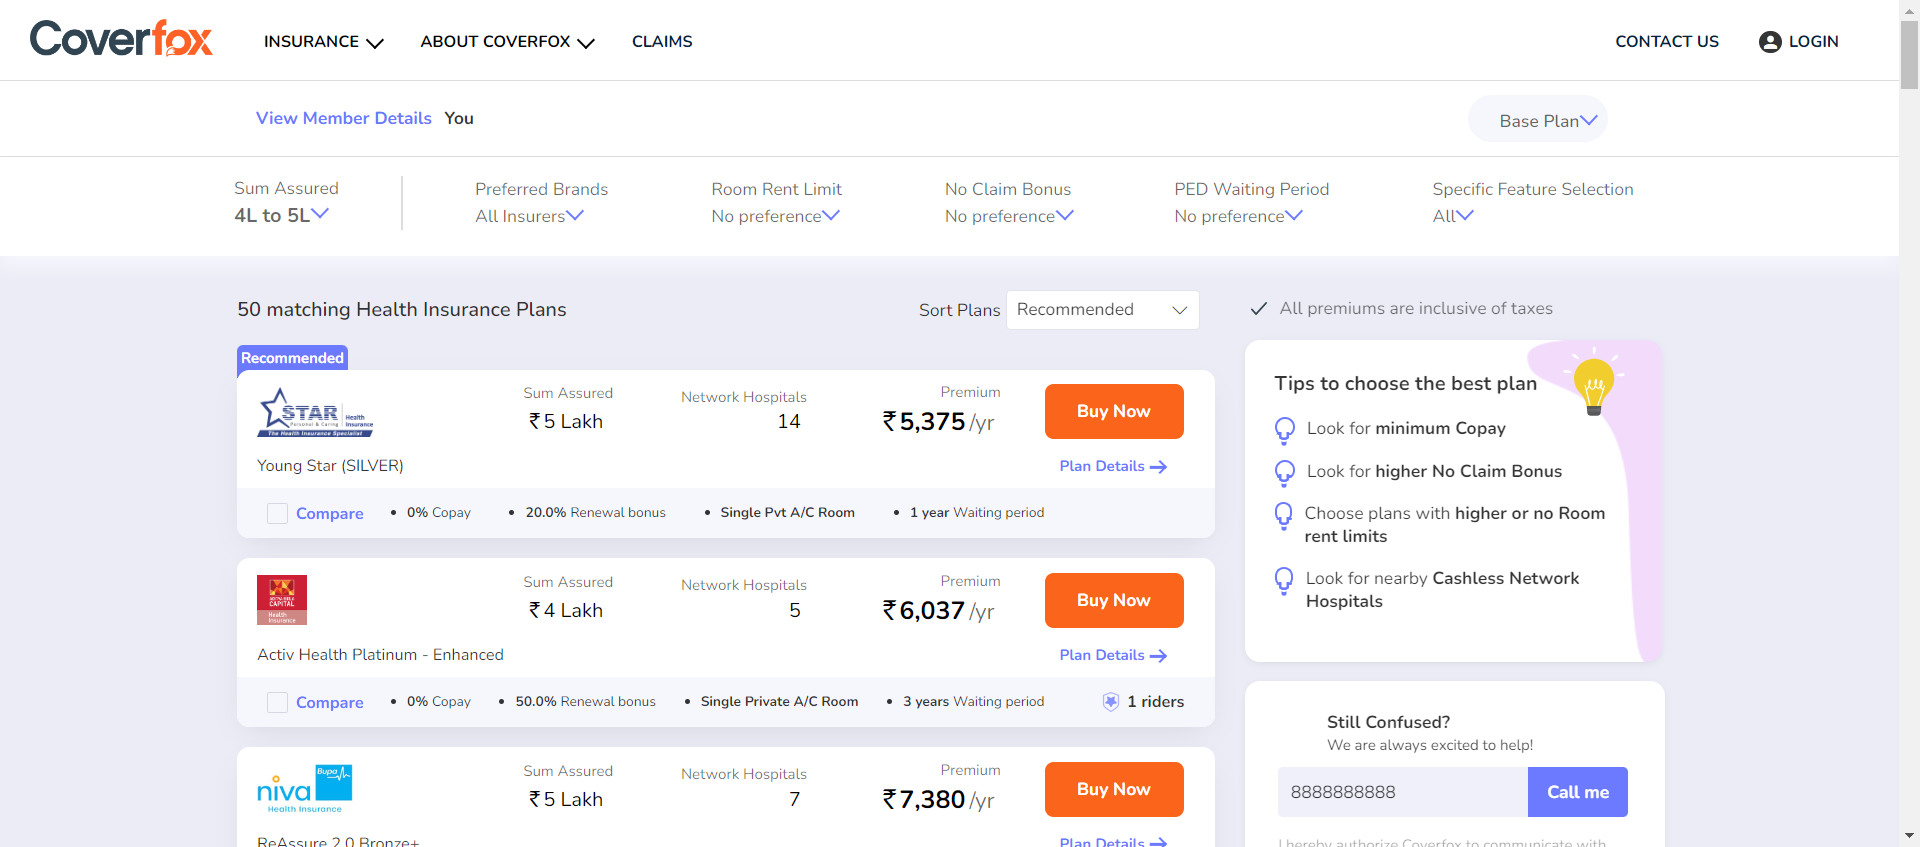 Coverfox
INSURANCE
ABOUT COVERFOX
CLAIMS
CONTACT US
LOGIN
View Member Details You
Base Plan
Sum Assured
4L to 5L
Preferred Brands
All Insurers
Room Rent Limit
No preference
No Claim Bonus
No preference
PED Waiting Period
No preference
Specific Feature Selection
All
50 matching Health Insurance Plans
Sort Plans Recommended
Recommended
STAR Health Insurance
Personal & Caring
The Health Insurance Specialist
Sum Assured
₹5 Lakh
Network Hospitals
14
Premium
₹5,375/yr
Buy Now
Young Star (SILVER)
Plan Details
Compare
• 0% Copay
• 20.0% Renewal bonus
• Single Pvt A/C Room
• 1 year Waiting period
CAPITAL
Health
Insurance
Sum Assured
₹4 Lakh
Network Hospitals
5
Premium
₹6,037/yr
Buy Now
Activ Health Platinum - Enhanced
Plan Details
Compare
• 0% Copay
• 50.0% Renewal bonus
• Single Private A/C Room
• 3 years Waiting period
1 riders
niva Bupa
Health Insurance
Sum Assured
₹5 Lakh
Network Hospitals
7
Premium
₹7,380/yr
Buy Now
ReAssure 2.0 Bronze+
Plan Details
All premiums are inclusive of taxes
Tips to choose the best plan
Look for minimum Copay
Look for higher No Claim Bonus
Choose plans with higher or no Room
rent limits
Look for nearby Cashless Network
Hospitals
Still Confused?
We are always excited to help!
8888888888
Call me
I hereby authorize Coverfox to communicate with